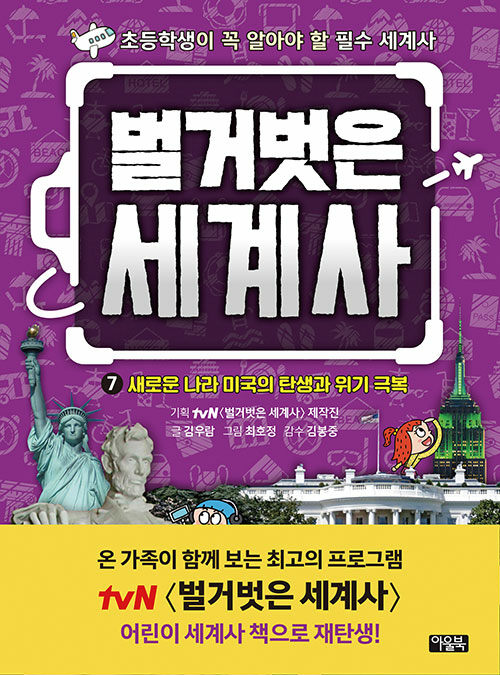 초등학생이 꼭 알아야 할 필수 세계사
벌거벗은
세계사
7 새로운 나라 미국의 탄생과 위기 극복
기획 tvN〈벌거벗은 세계사〉 제작진
글 김우람 그림 최호정 감수 김봉중
온 가족이 함께 보는 최고의 프로그램
tvN 〈벌거벗은 세계사〉
어린이 세계사 책으로 재탄생!
아울북